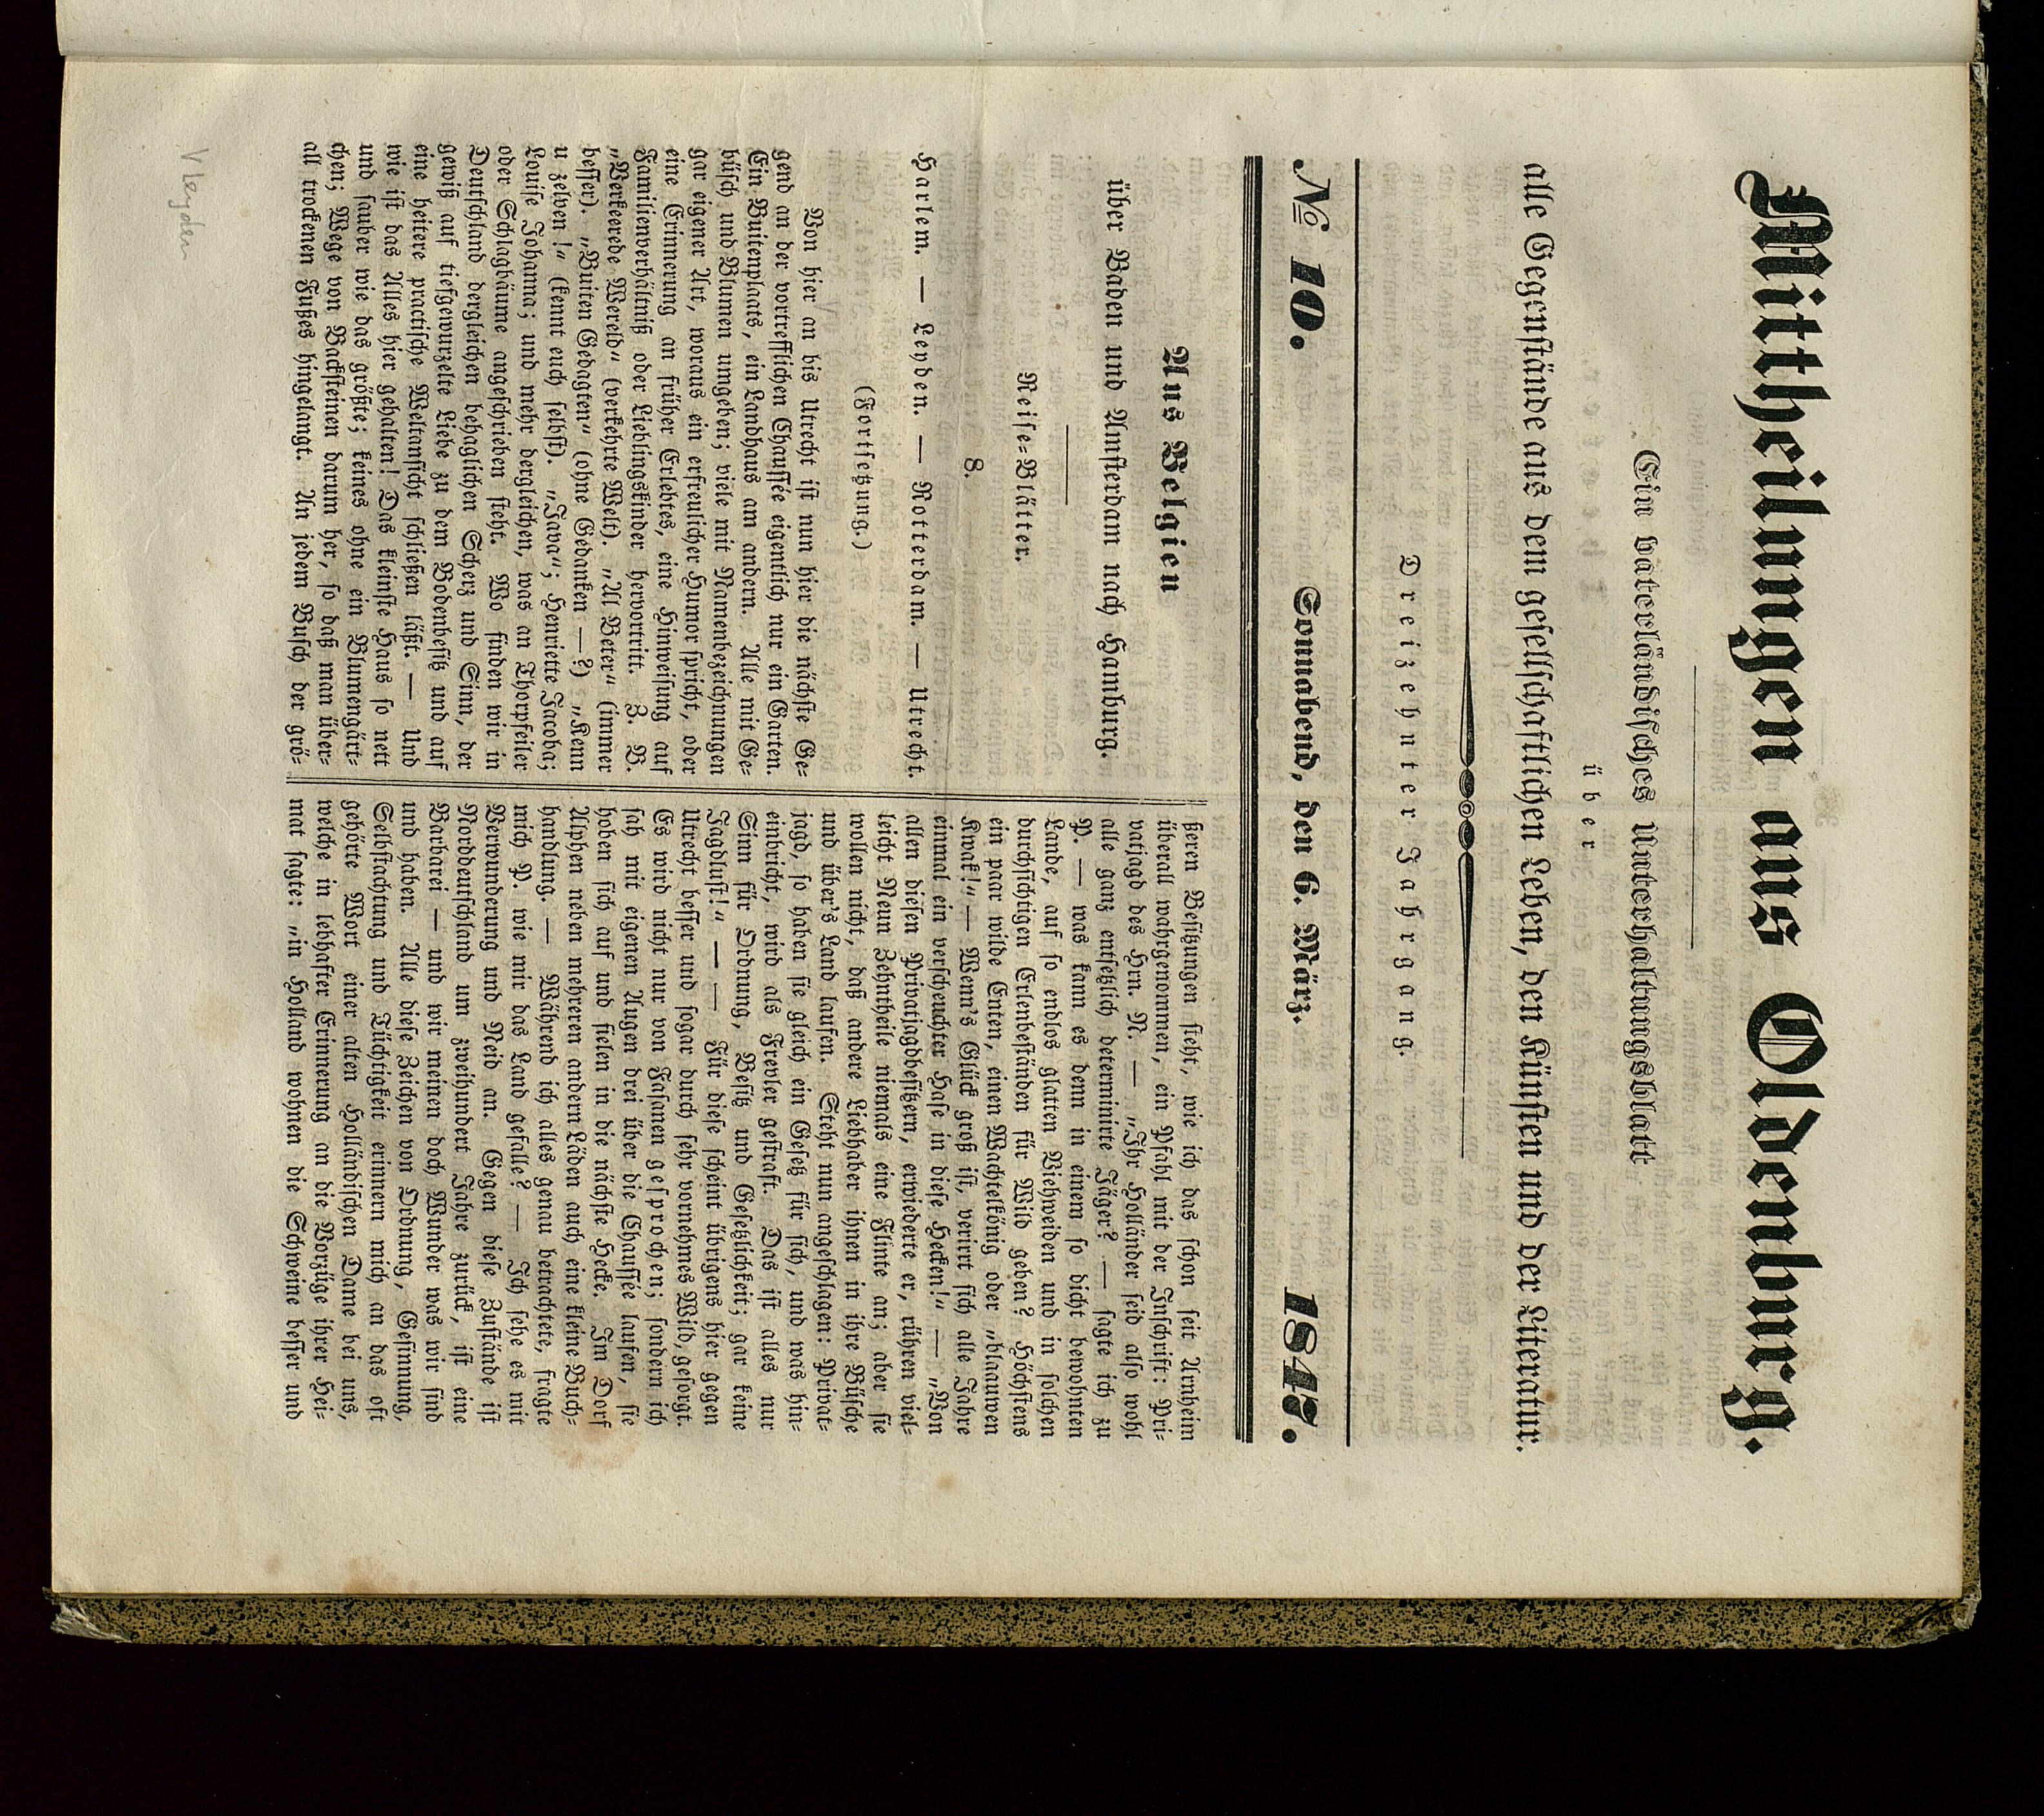 Mittheilungen aus Oldenburg.
Ein vaterländisches Unterhaltungsblatt
über
alle Gegenstände aus dem gesellschaftlichen Leben, den Künsten und der Literatur.
Dreizehnter Jahrgang.
№ 10. Sonnabend, den 6. März. 1847.
Aus Belgien
über Baden und Amsterdam nach Hamburg.
Reise-Blätter.
8.
Harlem. — Leyden. — Rotterdam. — Utrecht.
(Fortsetzung.)
Von hier an bis Utrecht ist nun hier die nächste Ge-
gend an der vortrefflichen Chaussée eigentlich nur ein Garten.
Ein Buitenplaats, ein Landhaus am andern. Alle mit Ge-
büsch und Blumen umgeben; viele mit Namenbezeichnungen
gar eigener Art, woraus ein erfreulicher Humor spricht, oder
eine Erinnerung an früher Erlebtes, eine Hinweisung auf
Familienverhältniß oder Lieblingskinder hervortritt. Z. B.
„Verkeerde Wereld“ (verkehrte Welt). „Al Beter“ (immer
besser). „Buiten Gedagten“ (ohne Gedanken —?) „Kenn
u zelven!“ (kennt euch selbst). „Java“; Henriette Jacoba;
Louise Johanna; und mehr dergleichen, was an Thorpfeiler
oder Schlagbäume angeschrieben steht. Wo finden wir in
Deutschland dergleichen behaglichen Scherz und Sinn, der
gewiß auf tiefgewurzelte Liebe zu dem Bodenbesitz und auf
eine heitere practische Weltansicht schließen läßt. — Und
wie ist das Alles hier gehalten! Das kleinste Haus so nett
und sauber wie das größte; keines ohne ein Blumengärt-
chen; Wege von Backsteinen darum her, so daß man über-
all trockenen Fußes hingelangt. An jedem Busch der grö-
ßeren Besitzungen steht, wie ich das schon seit Arnheim
überall wahrgenommen, ein Pfahl mit der Inschrift: Pri-
vatjagd des Hrn. N. — „Ihr Holländer seid also wohl
alle ganz entsetzlich determinirte Jäger? — sagte ich zu
P. — was kann es denn in einem so dicht bewohnten
Lande, auf so endlos glatten Viehweiden und in solchen
durchsichtigen Erlenbeständen für Wild geben? Höchstens
ein paar wilde Enten, einen Wachtelkönig oder „blaauwen
Kwak!“ — Wenn's Glück groß ist, verirrt sich alle Jahre
einmal ein verscheuchter Hase in diese Hecken!“ — „Von
allen diesen Privatjagdbesitzern, erwiederte er, rühren viel-
leicht Neun Zehntheile niemals eine Flinte an; aber sie
wollen nicht, daß andere Liebhaber ihnen in ihre Büsche
und über's Land laufen. Steht nun angeschlagen: Privat-
jagd, so haben sie gleich ein Gesetz für sich, und was hin-
einbricht, wird als Frevler gestraft. Das ist alles nur
Sinn für Ordnung, Besitz und Gesetzlichkeit; gar keine
Jagdlust!“ — — Für diese scheint übrigens hier gegen
Utrecht besser und sogar durch sehr vornehmes Wild, gesorgt.
Es wird nicht nur von Fasanen gesprochen; sondern ich
sah mit eigenen Augen drei über die Chaussée laufen, sie
hoben sich auf und fielen in die nächste Hecke. Im Dorf
Alphen neben mehreren andern Läden auch eine kleine Buch-
handlung. — Während ich alles genau betrachtete, fragte
mich P. wie mir das Land gefalle? — Ich sehe es mit
Verwunderung und Neid an. Gegen diese Zustände ist
Norddeutschland um zweihundert Jahre zurück, ist eine
Barbarei — und wir meinen doch Wunder was wir sind
und haben. Alle diese Zeichen von Ordnung, Gesinnung,
Selbstachtung und Tüchtigkeit erinnern mich an das oft
gehörte Wort einer alten Holländischen Dame bei uns,
welche in lebhafter Erinnerung an die Vorzüge ihrer Hei-
mat sagte: „in Holland wohnen die Schweine besser und
V Leyden